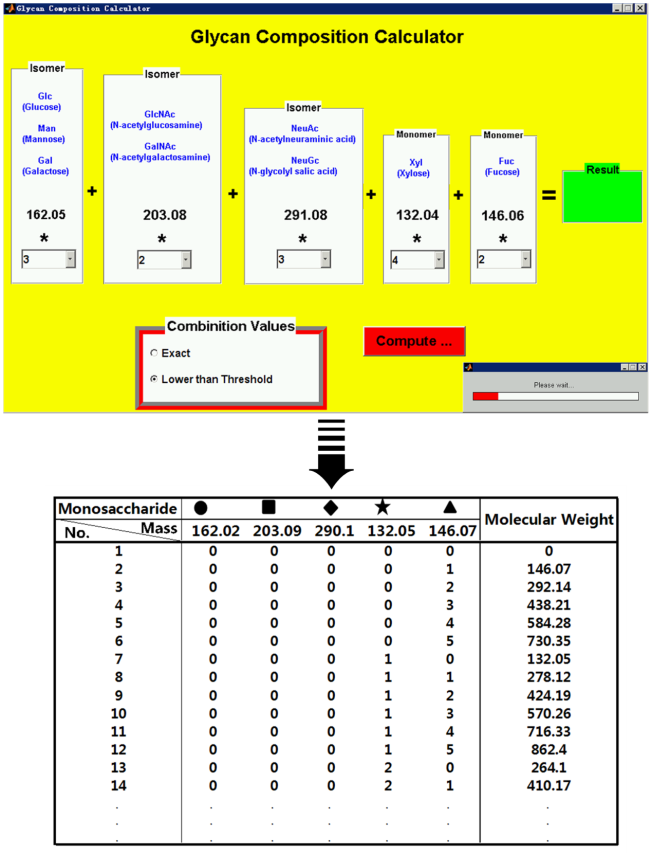 Glycan Composition Calculator
Glycan Composition Calculator
Isomer
Glc
(Glucose)
Man
(Mannose)
Gal
(Galactose)
162.05
*
3
+
Isomer
GlcNAc
(N-acetylglucosamine)
GalNAc
(N-acetylgalactosamine)
203.08
*
2
+
Isomer
NeuAc
(N-acetylneuraminic acid)
NeuGc
(N-glycolyl salic acid)
291.08
*
3
+
Monomer
Xyl
(Xylose)
132.04
*
4
+
Monomer
Fuc
(Fucose)
146.06
*
2
=
Result
Combinition Values
Exact
Lower than Threshold
Compute ...
Please wait...
Monosaccharide ● ■ ◆ ★ ▲ Molecular Weight
No. Mass 162.02 203.09 290.1 132.05 146.07
1 0 0 0 0 0 0
2 0 0 0 0 1 146.07
3 0 0 0 0 2 292.14
4 0 0 0 0 3 438.21
5 0 0 0 0 4 584.28
6 0 0 0 0 5 730.35
7 0 0 0 1 0 132.05
8 0 0 0 1 1 278.12
9 0 0 0 1 2 424.19
10 0 0 0 1 3 570.26
11 0 0 0 1 4 716.33
12 0 0 0 1 5 862.4
13 0 0 0 2 0 264.1
14 0 0 0 2 1 410.17
. . . . . . .
. . . . . . .
. . . . . . .